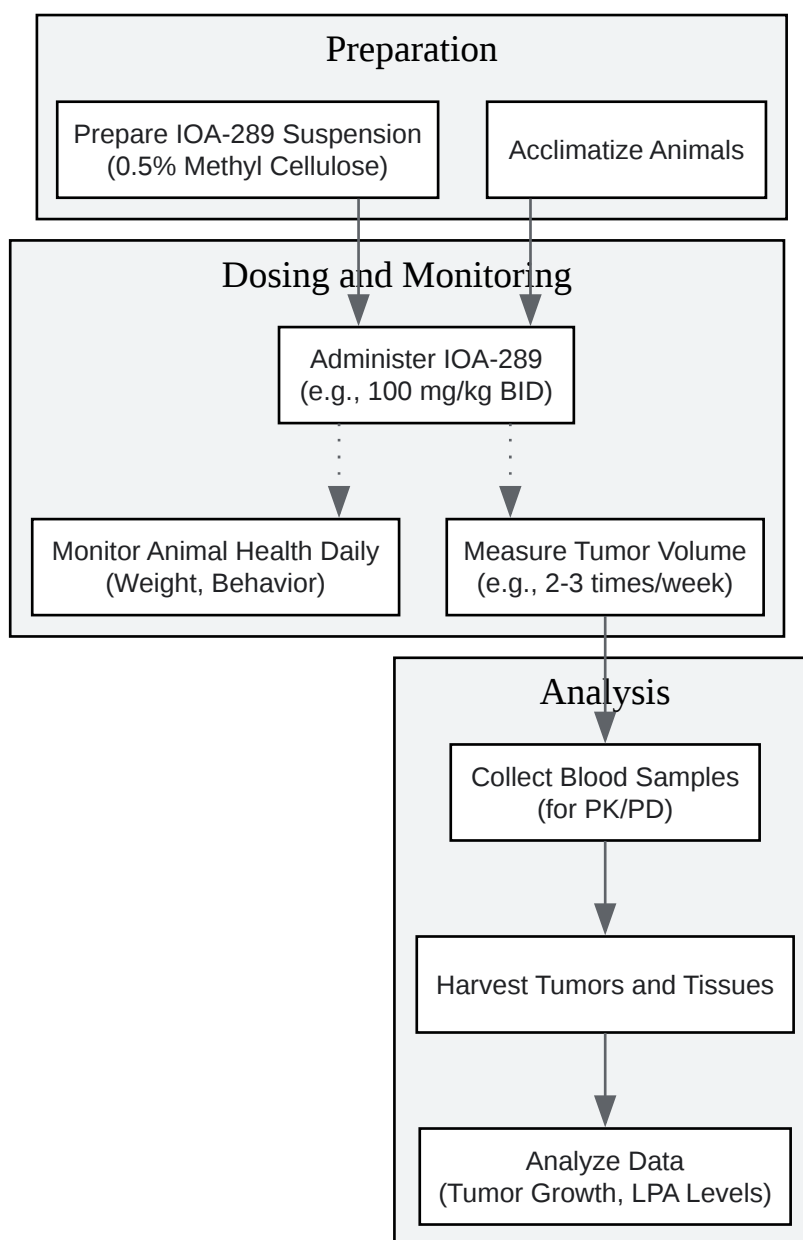 Preparation
Prepare IOA-289 Suspension
(0.5% Methyl Cellulose)
Acclimatize Animals
Dosing and Monitoring
Administer IOA-289
(e.g., 100 mg/kg BID)
Monitor Animal Health Daily
(Weight, Behavior)
Measure Tumor Volume
(e.g., 2-3 times/week)
Analysis
Collect Blood Samples
(for PK/PD)
Harvest Tumors and Tissues
Analyze Data
(Tumor Growth, LPA Levels)